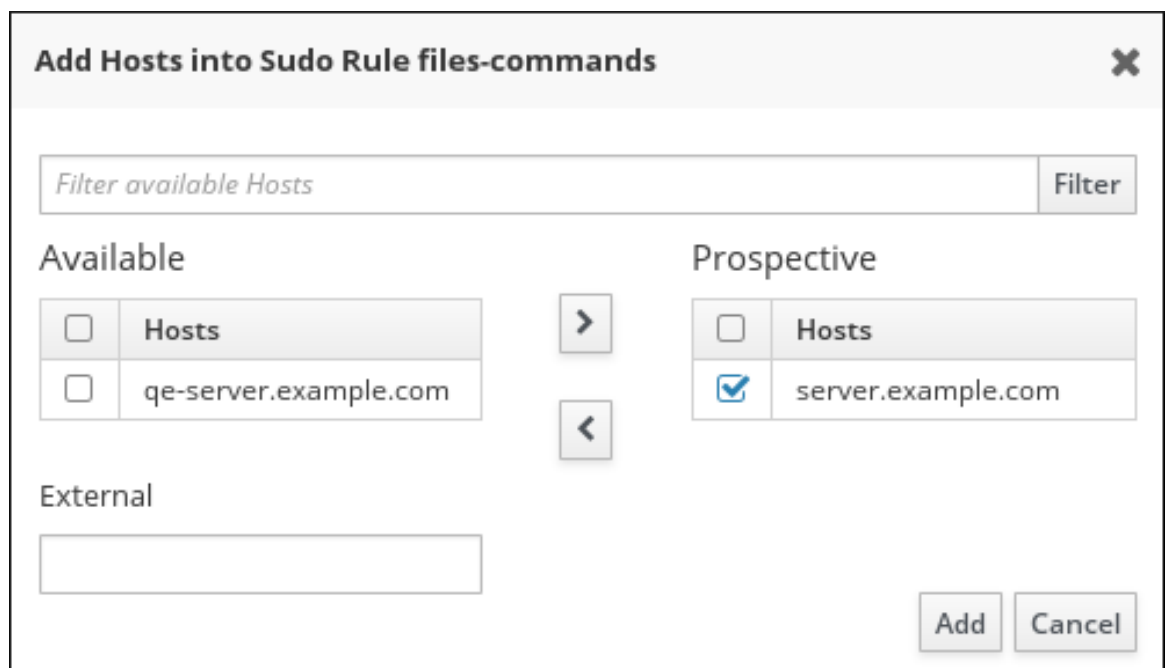 Add Hosts into Sudo Rule files-commands
Filter available Hosts
Filter
Available
Prospective
Hosts
Hosts
qe-server.example.com
server.example.com
External
Add
Cancel